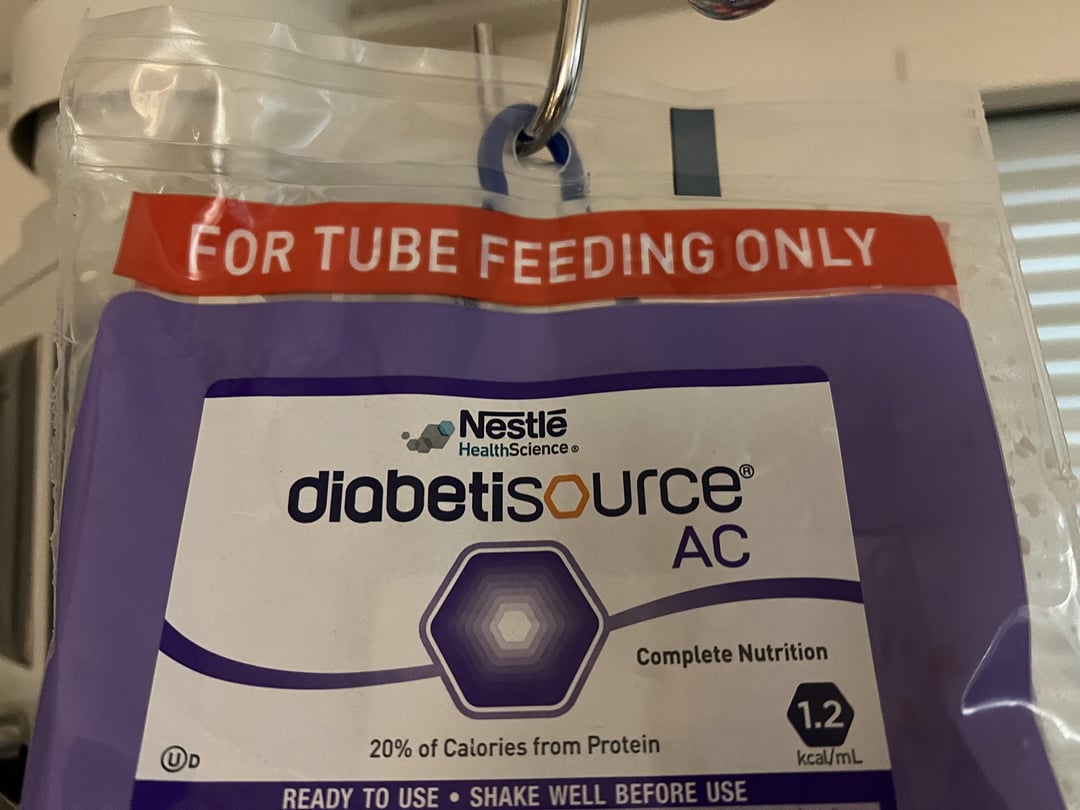 FOR TUBE FEEDING ONLY
Nestlé
HealthScience®
diabetisource®
AC
Complete Nutrition
1.2
kcal/mL
20% of Calories from Protein
UD
READY TO USE • SHAKE WELL BEFORE USE